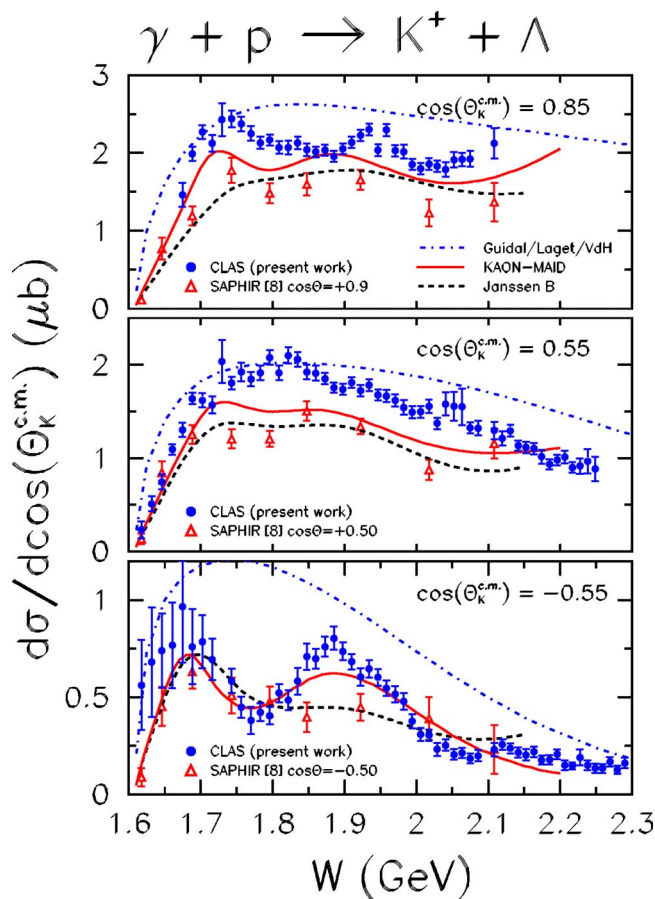 γ + p → K⁺ + Λ
3
cos(Θ_K^{c.m.}) = 0.85
2
1
Guidal/Laget/VdH
CLAS (present work)
KAON-MAID
SAPHIR [8] cosΘ=+0.9
Janssen B
0
cos(Θ_K^{c.m.}) = 0.55
2
1
CLAS (present work)
SAPHIR [8] cosΘ=+0.50
0
cos(Θ_K^{c.m.}) = −0.55
1
0.5
CLAS (present work)
SAPHIR [8] cosΘ=−0.50
0
1.6 1.7 1.8 1.9 2 2.1 2.2 2.3
W (GeV)
dσ/dcos(Θ_K^{c.m.}) (μb)